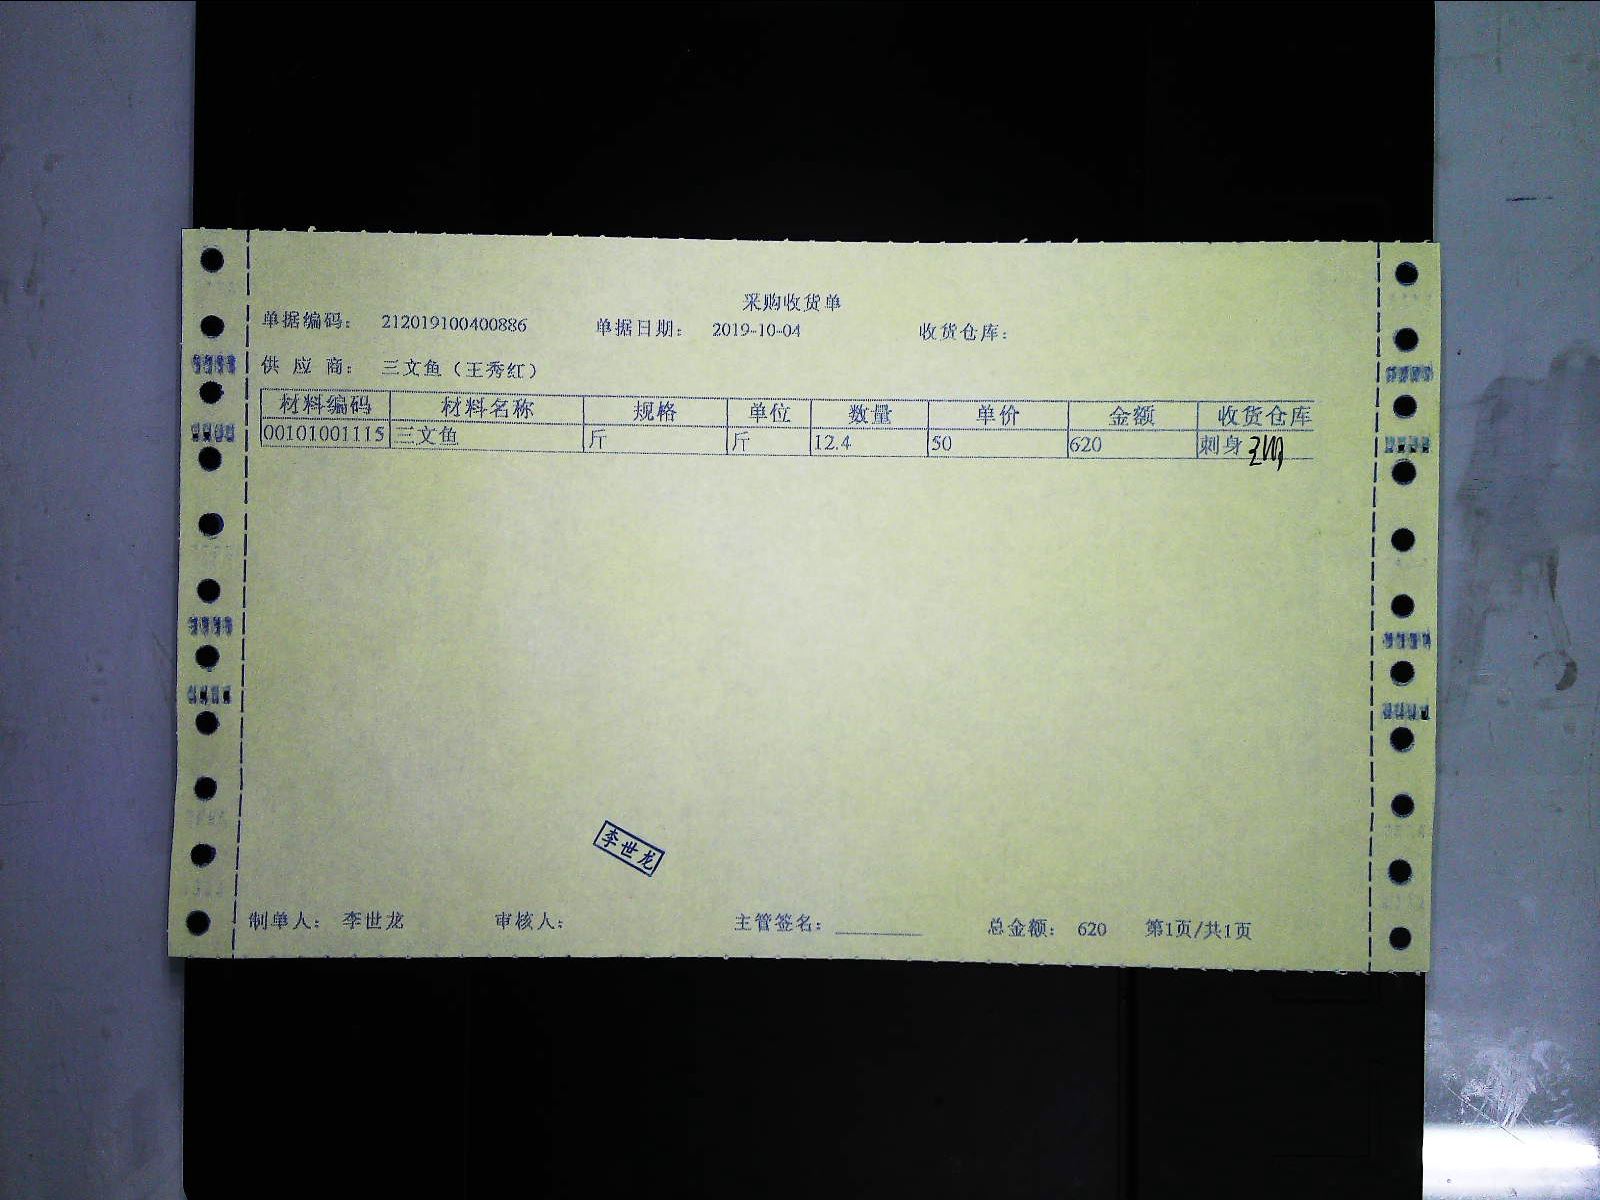 采购收货单
单据编码： 212019100400886 单据日期： 2019-10-04 收货仓库：
供 应 商： 三文鱼（王秀红）
材料编码 材料名称 规格 单位 数量 单价 金额 收货仓库
00101001115 三文鱼 斤 斤 12.4 50 620 刺身
李世龙
制单人： 李世龙 审核人： 主管签名： 总金额： 620 第1页/共1页